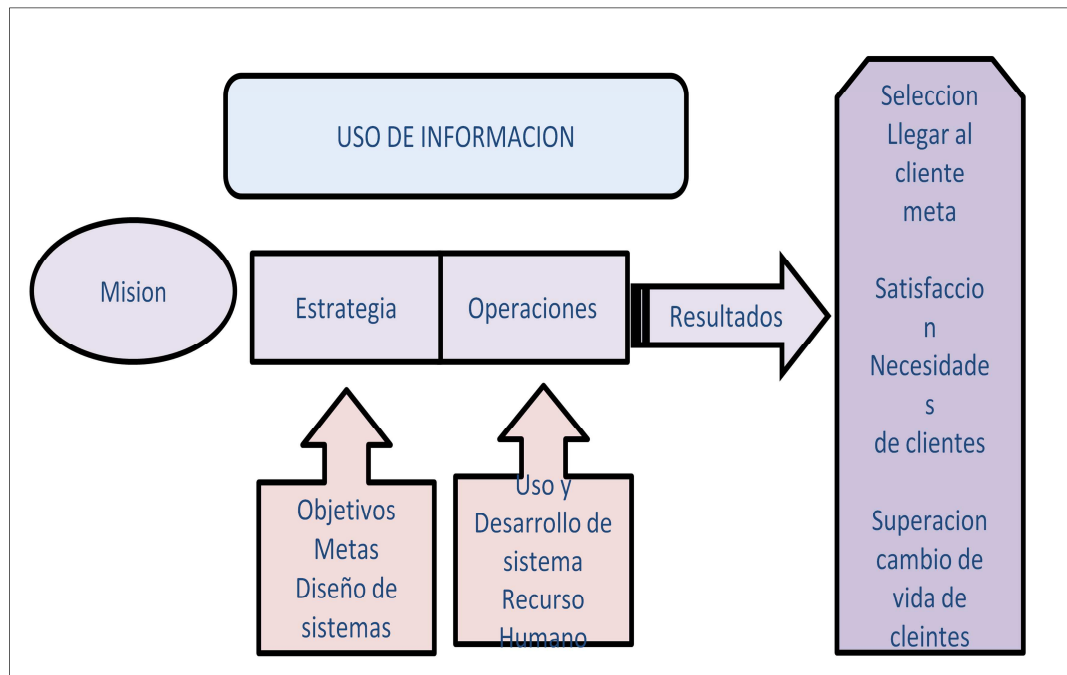 USO DE INFORMACION
Mision
Estrategia
Operaciones
Resultados
Objetivos
Metas
Diseño de
sistemas
Uso y
Desarrollo de
sistema
Recurso
Humano
Seleccion
Llegar al
cliente
meta
Satisfaccio
n
Necesidade
s
de clientes
Superacion
cambio de
vida de
cleintes